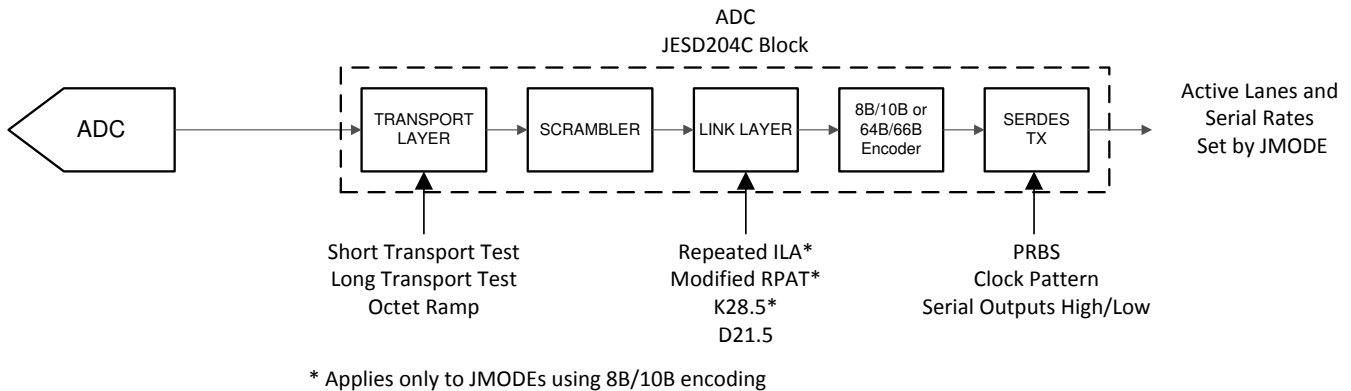 ADC
JESD204C Block
ADC
TRANSPORT
LAYER
SCRAMBLER
LINK LAYER
8B/10B or
64B/66B
Encoder
SERDES
TX
Active Lanes and
Serial Rates
Set by JMODE
Short Transport Test
Long Transport Test
Octet Ramp
Repeated ILA*
Modified RPAT*
K28.5*
D21.5
PRBS
Clock Pattern
Serial Outputs High/Low
* Applies only to JMODEs using 8B/10B encoding